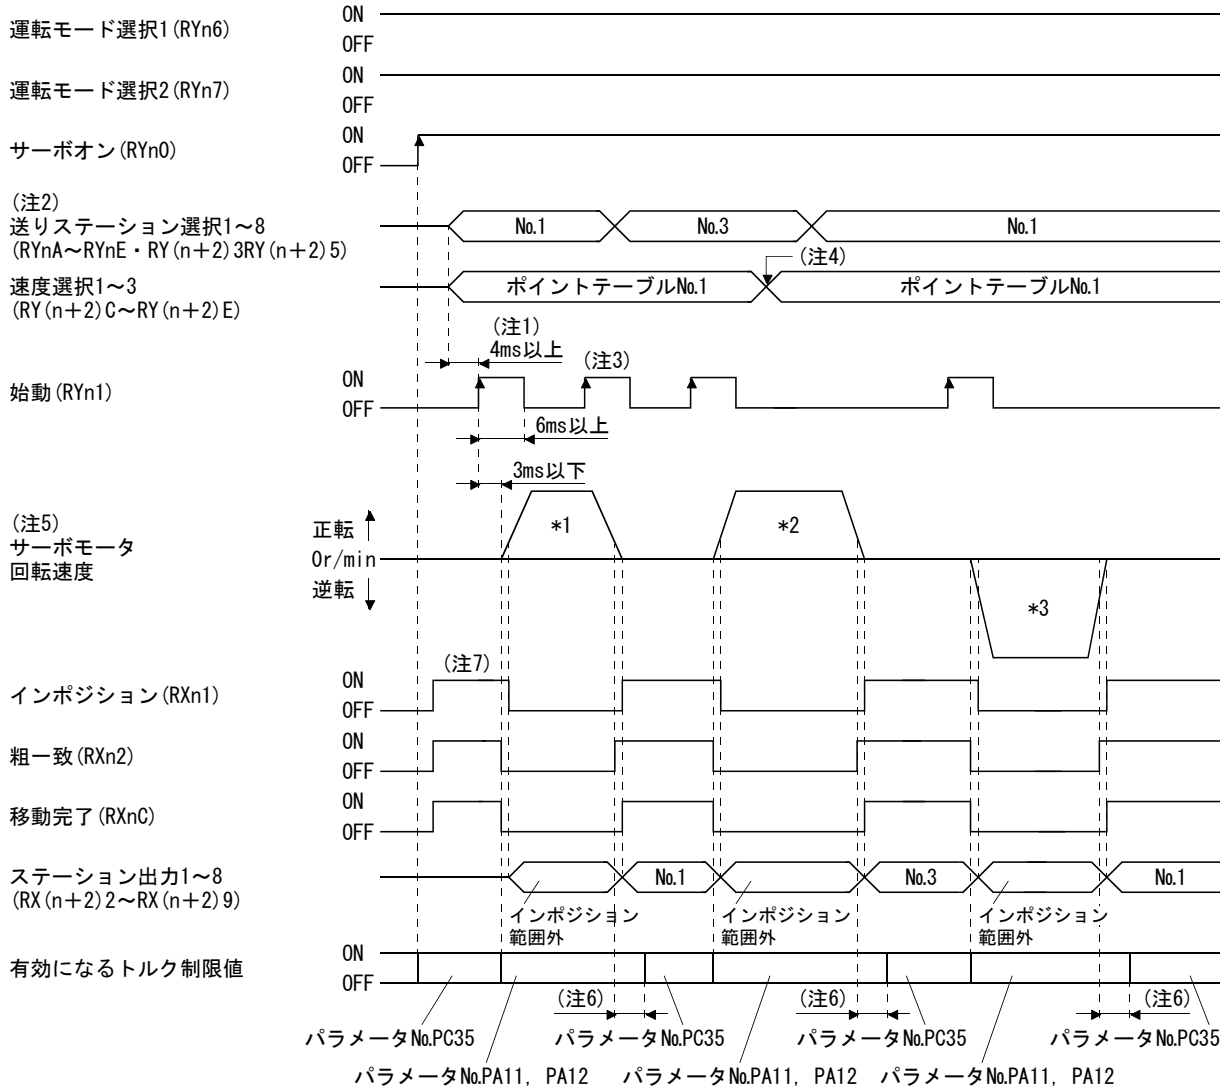 運転モード選択1(RYn6)
ON
OFF
運転モード選択2(RYn7)
ON
OFF
サーボオン(RYn0)
ON
OFF
(注2)
送りステーション選択1～8
(RYnA～RYnE・RY(n+2)3RY(n+2)5)
No.1
No.3
No.1
速度選択1～3
(RY(n+2)C～RY(n+2)E)
ポイントテーブルNo.1
(注4)
ポイントテーブルNo.1
(注1)
4ms以上
(注3)
始動(RYn1)
ON
OFF
6ms以上
3ms以下
(注5)
サーボモータ
回転速度
正転
0r/min
逆転
*1
*2
*3
(注7)
インポジション(RXn1)
ON
OFF
粗一致(RXn2)
ON
OFF
移動完了(RXnC)
ON
OFF
ステーション出力1～8
(RX(n+2)2～RX(n+2)9)
No.1
No.3
No.1
インポジション
範囲外
インポジション
範囲外
インポジション
範囲外
有効になるトルク制限値
ON
OFF
(注6)
(注6)
(注6)
パラメータNo.PC35
パラメータNo.PC35
パラメータNo.PC35
パラメータNo.PC35
パラメータNo.PA11, PA12
パラメータNo.PA11, PA12
パラメータNo.PA11, PA12